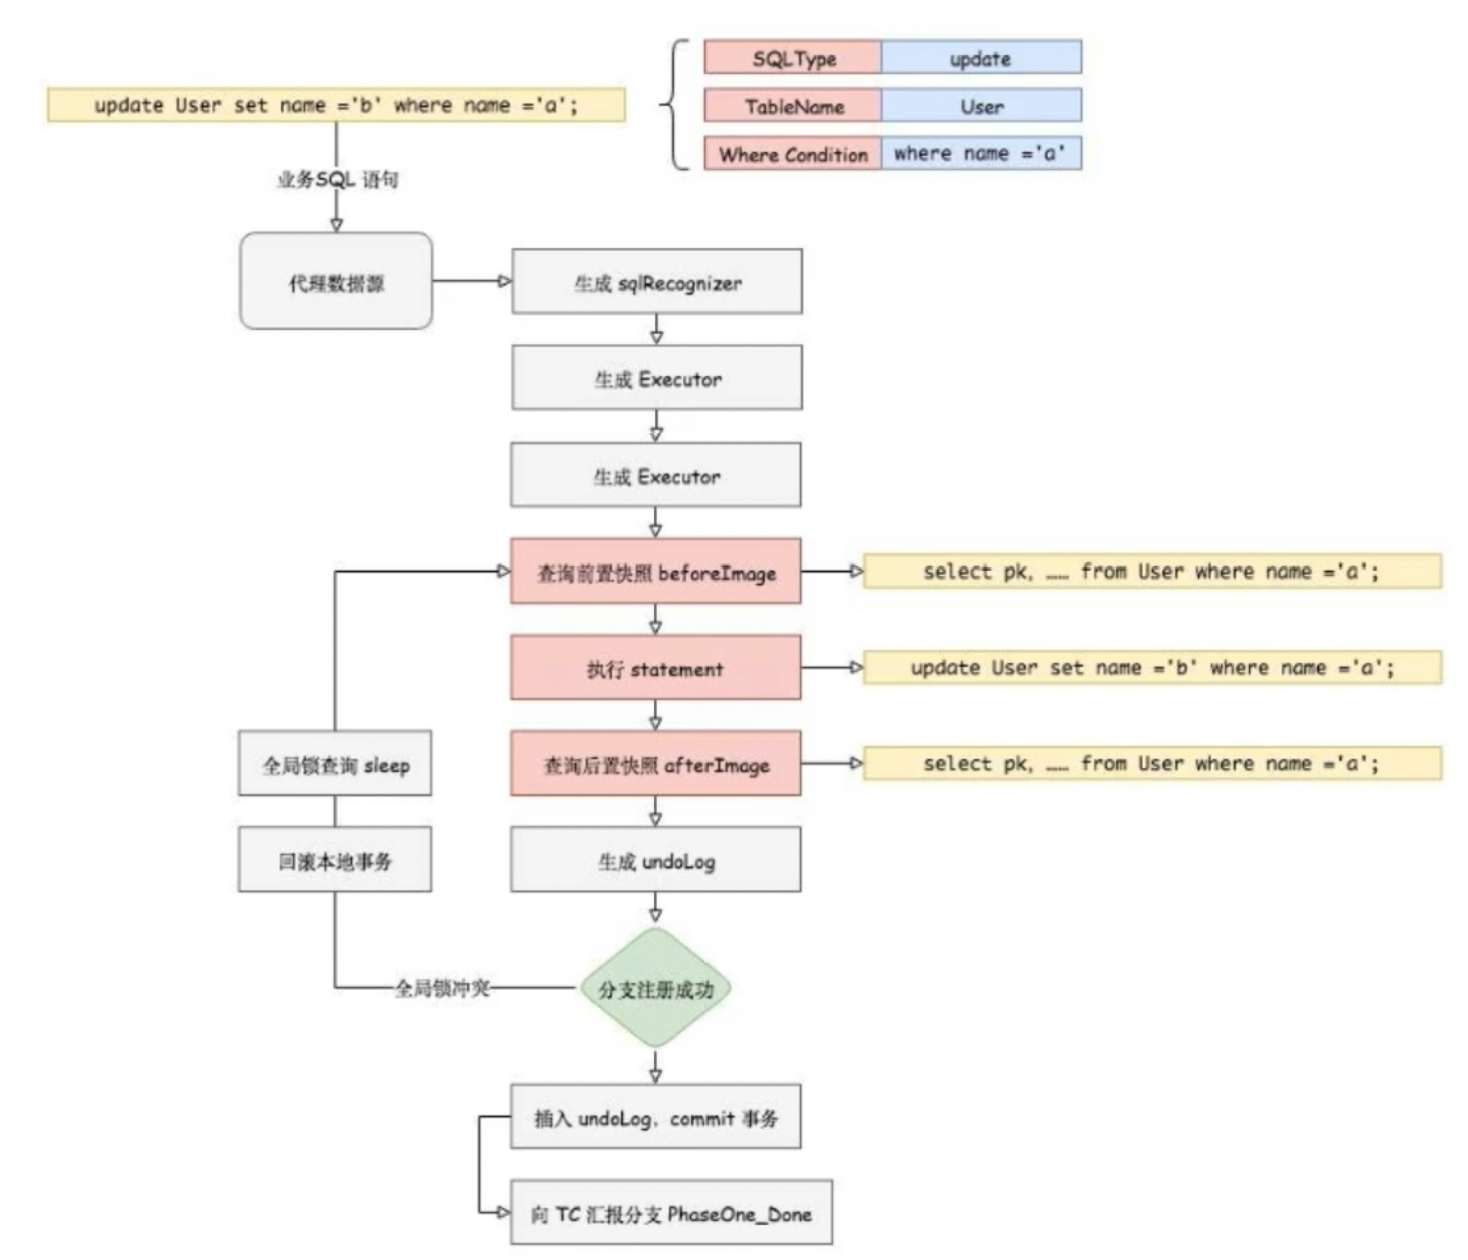 SQLType update
update User set name ='b' where name ='a';
TableName User
Where Condition where name ='a'
业务SQL 语句
代理数据源
生成 sqlRecognizer
生成 Executor
生成 Executor
查询前置快照 beforeImage
select pk, …… from User where name ='a';
执行 statement
update User set name ='b' where name ='a';
全局锁查询 sleep
查询后置快照 afterImage
select pk, …… from User where name ='a';
回滚本地事务
生成 undoLog
全局锁冲突
分支注册成功
插入 undoLog, commit 事务
向 TC 汇报分支 PhaseOne_Done